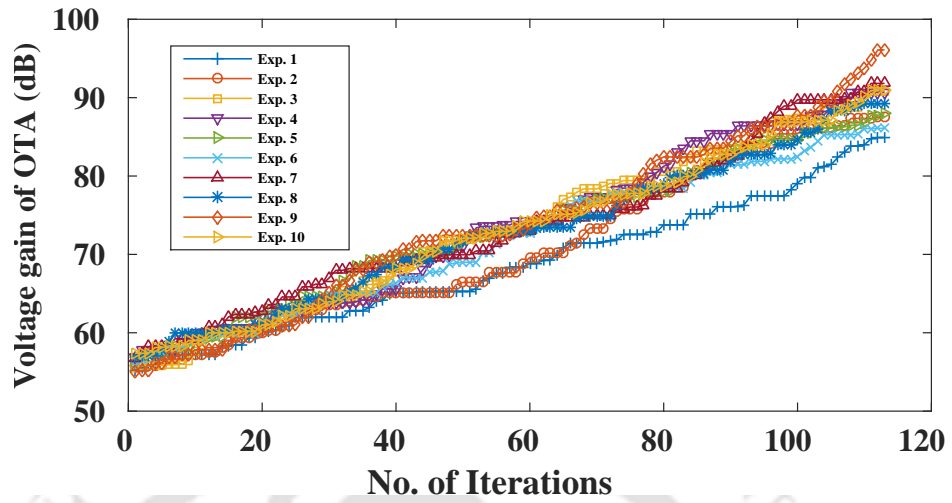 Voltage gain of OTA (dB)
100
90
80
70
60
50
Exp. 1
Exp. 2
Exp. 3
Exp. 4
Exp. 5
Exp. 6
Exp. 7
Exp. 8
Exp. 9
Exp. 10
0 20 40 60 80 100 120
No. of Iterations